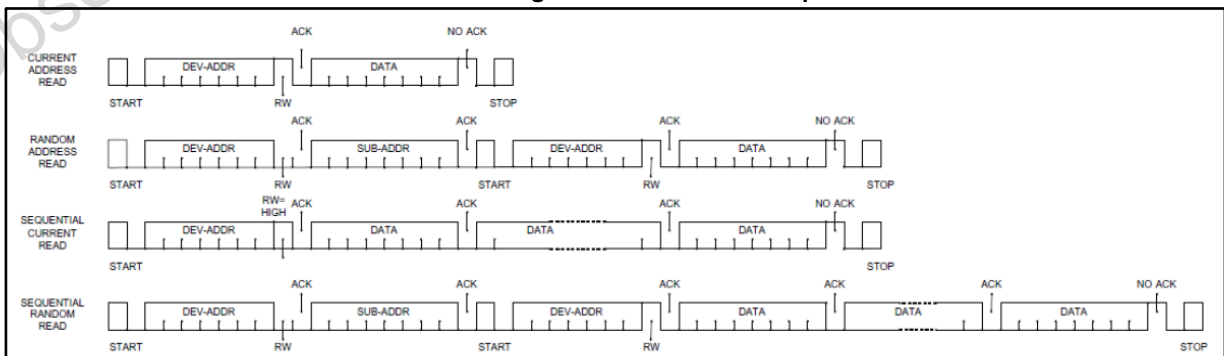 ACK NO ACK
CURRENT
ADDRESS
READ
DEV-ADDR DATA
START RW STOP
ACK ACK ACK NO ACK
RANDOM
ADDRESS
READ
DEV-ADDR SUB-ADDR DEV-ADDR DATA
START RW START RW STOP
RW=
HIGH
ACK ACK ACK NO ACK
SEQUENTIAL
CURRENT
READ
DEV-ADDR DATA DATA DATA
START STOP
ACK ACK ACK ACK ACK NO ACK
SEQUENTIAL
RANDOM
READ
DEV-ADDR SUB-ADDR DEV-ADDR DATA DATA DATA
START RW START RW STOP